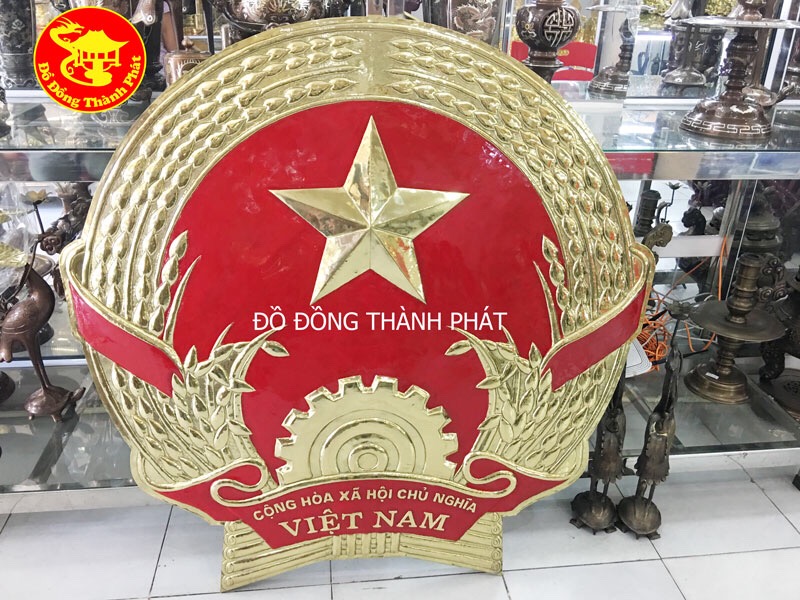 Đồ Đồng Thành Phát
ĐỒ ĐỒNG THÀNH PHÁT
CỘNG HÒA XÃ HỘI CHỦ NGHĨA
VIỆT NAM